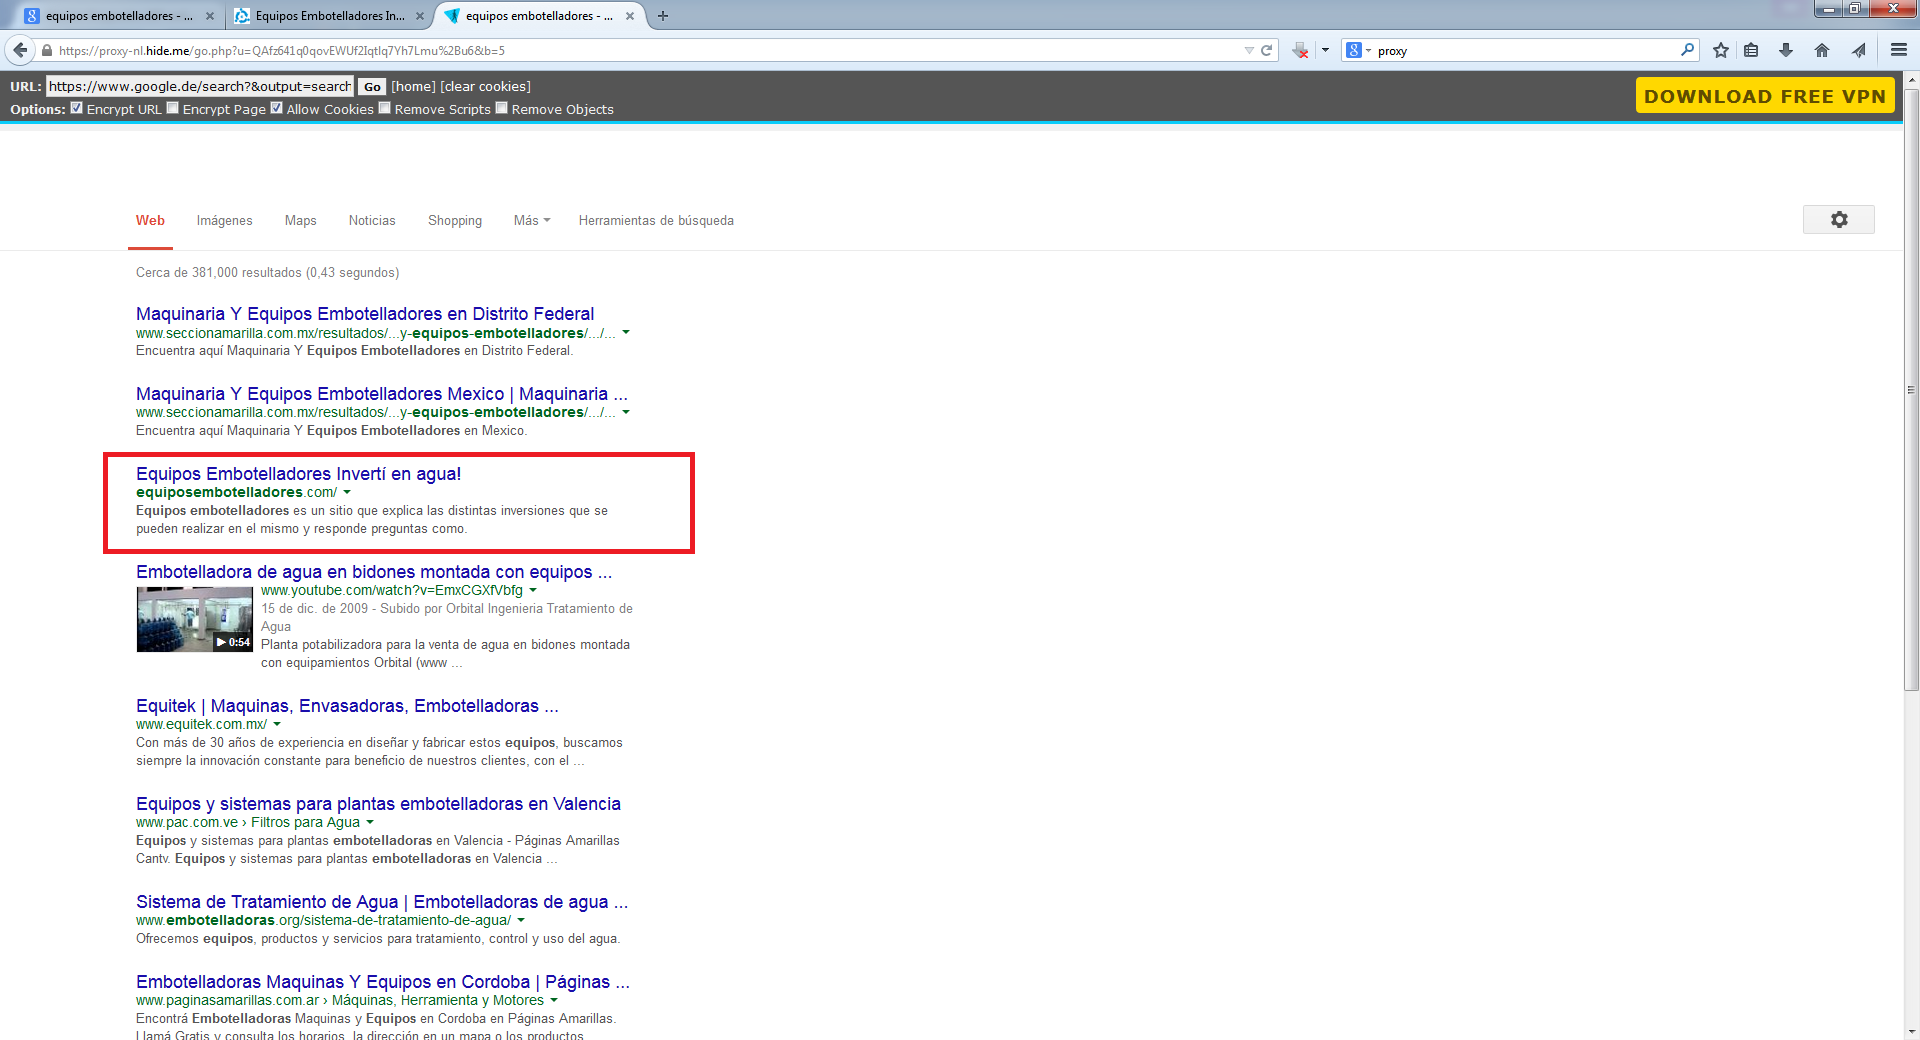 equipos embotelladores - ...
Equipos Embotelladores In...
equipos embotelladores - ...
https://proxy-nl.hide.me/go.php?u=QAfz641q0qovEWUf2Iqtlq7Yh7Lmu%2Bu6&b=5
proxy
URL: https://www.google.de/search?&output=search Go [home] [clear cookies]
Options: Encrypt URL Encrypt Page Allow Cookies Remove Scripts Remove Objects
DOWNLOAD FREE VPN
Web Imágenes Maps Noticias Shopping Más Herramientas de búsqueda
Cerca de 381,000 resultados (0,43 segundos)
Maquinaria Y Equipos Embotelladores en Distrito Federal
www.seccionamarilla.com.mx/resultados/...y-equipos-embotelladores/.../...
Encuentra aquí Maquinaria Y Equipos Embotelladores en Distrito Federal.
Maquinaria Y Equipos Embotelladores Mexico | Maquinaria ...
www.seccionamarilla.com.mx/resultados/...y-equipos-embotelladores/.../...
Encuentra aquí Maquinaria Y Equipos Embotelladores en Mexico.
Equipos Embotelladores Invertí en agua!
equiposembotelladores.com/
Equipos embotelladores es un sitio que explica las distintas inversiones que se
pueden realizar en el mismo y responde preguntas como.
Embotelladora de agua en bidones montada con equipos ...
www.youtube.com/watch?v=EmxCGXfVbfg
15 de dic. de 2009 - Subido por Orbital Ingenieria Tratamiento de
Agua
Planta potabilizadora para la venta de agua en bidones montada
con equipamientos Orbital (www ...
0:54
Equitek | Maquinas, Envasadoras, Embotelladoras ...
www.equitek.com.mx/
Con más de 30 años de experiencia en diseñar y fabricar estos equipos, buscamos
siempre la innovación constante para beneficio de nuestros clientes, con el ...
Equipos y sistemas para plantas embotelladoras en Valencia
www.pac.com.ve › Filtros para Agua
Equipos y sistemas para plantas embotelladoras en Valencia - Páginas Amarillas
Cantv. Equipos y sistemas para plantas embotelladoras en Valencia ...
Sistema de Tratamiento de Agua | Embotelladoras de agua ...
www.embotelladoras.org/sistema-de-tratamiento-de-agua/
Ofrecemos equipos, productos y servicios para tratamiento, control y uso del agua.
Embotelladoras Maquinas Y Equipos en Cordoba | Páginas ...
www.paginasamarillas.com.ar › Máquinas, Herramienta y Motores
Encontrá Embotelladoras Maquinas y Equipos en Cordoba en Páginas Amarillas.
Llamá Gratis y consulta los horarios, la dirección en un mapa o los productos